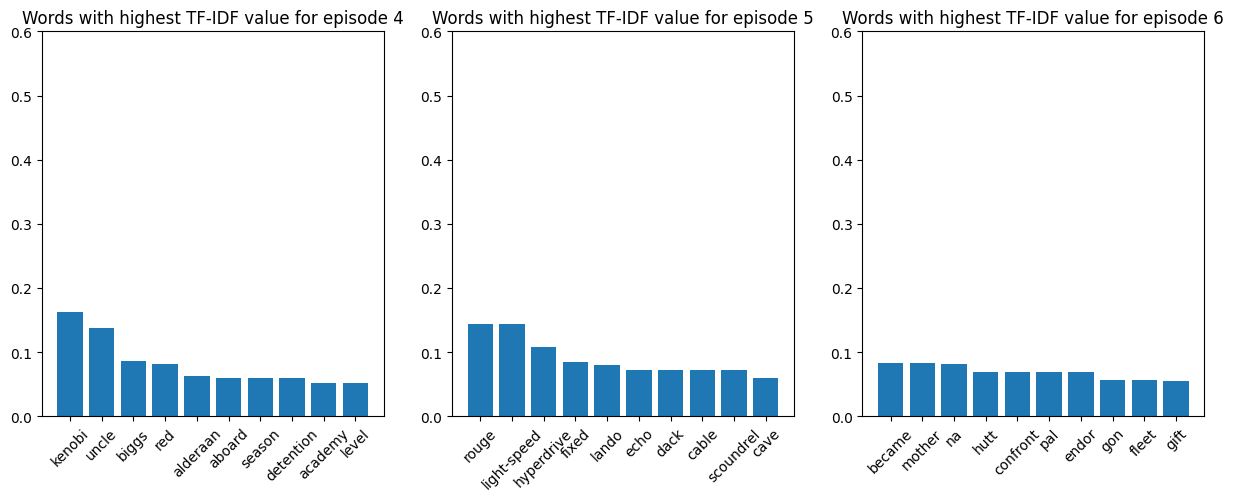 Words with highest TF-IDF value for episode 4
0.6
0.5
0.4
0.3
0.2
0.1
0.0
kenobi
uncle
biggs
red
alderaan
aboard
season
detention
academy
level
Words with highest TF-IDF value for episode 5
0.6
0.5
0.4
0.3
0.2
0.1
0.0
rouge
light-speed
hyperdrive
fixed
lando
echo
dack
cable
scoundrel
cave
Words with highest TF-IDF value for episode 6
0.6
0.5
0.4
0.3
0.2
0.1
0.0
became
mother
na
hutt
confront
pal
endor
gon
fleet
gift